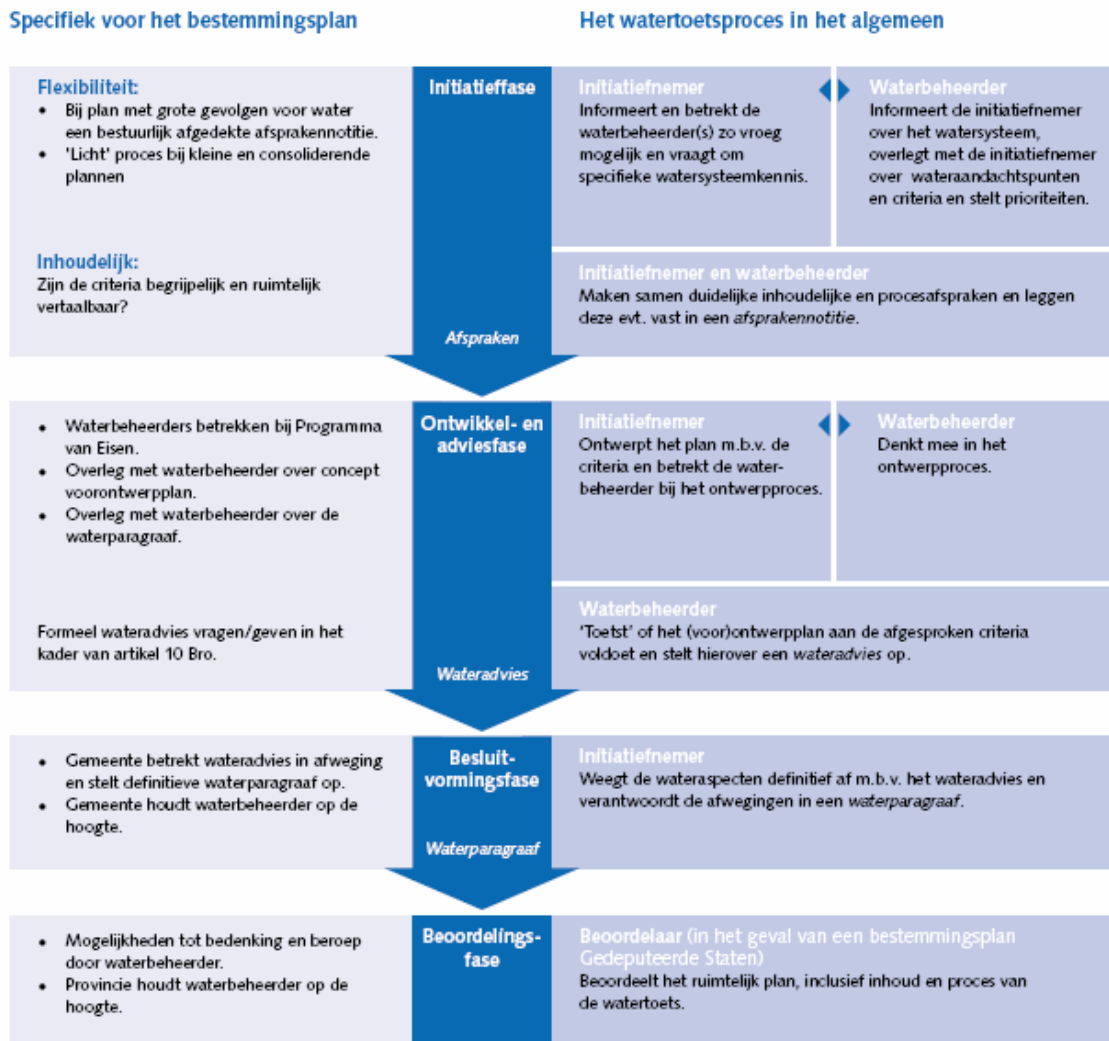 Specifiek voor het bestemmingsplan
Het watertoetsproces in het algemeen
Flexibiliteit:
• Bij plan met grote gevolgen voor water
een bestuurlijk afgedekte afsprakennotitie.
• 'Licht' proces bij kleine en consoliderende
plannen
Inhoudelijk:
Zijn de criteria begrijpelijk en ruimtelijk
vertaalbaar?
Initiatieffase
Afspraken
Initiatiefnemer
Informeert en betrekt de
waterbeheerder(s) zo vroeg
mogelijk en vraagt om
specifieke watersysteemkennis.
Waterbeheerder
Informeert de initiatiefnemer
over het watersysteem,
overlegt met de initiatiefnemer
over wateraandachtspunten
en criteria en stelt prioriteiten.
Initiatiefnemer en waterbeheerder
Maken samen duidelijke inhoudelijke en procesafspraken en leggen
deze evt. vast in een afsprakennotitie.
• Waterbeheerders betrekken bij Programma
van Eisen.
• Overleg met waterbeheerder over concept
voorontwerpplan.
• Overleg met waterbeheerder over de
waterparagraaf.
Formeel wateradvies vragen/geven in het
kader van artikel 10 Bro.
Ontwikkel- en
adviesfase
Wateradvies
Initiatiefnemer
Ontwerpt het plan m.b.v. de
criteria en betrekt de water-
beheerder bij het ontwerpproces.
Waterbeheerder
Denkt mee in het
ontwerpproces.
Waterbeheerder
'Toetst' of het (voor)ontwerpplan aan de afgesproken criteria
voldoet en stelt hierover een wateradvies op.
• Gemeente betrekt wateradvies in afweging
en stelt definitieve waterparagraaf op.
• Gemeente houdt waterbeheerder op de
hoogte.
Besluit-
vormingsfase
Waterparagraaf
Initiatiefnemer
Weegt de wateraspecten definitief af m.b.v. het wateradvies en
verantwoordt de afwegingen in een waterparagraaf.
• Mogelijkheden tot bedenking en beroep
door waterbeheerder.
• Provincie houdt waterbeheerder op de
hoogte.
Beoordelings-
fase
Beoordelaar (in het geval van een bestemmingsplan
Gedeputeerde Staten)
Beoordeelt het ruimtelijk plan, inclusief inhoud en proces van
de watertoets.